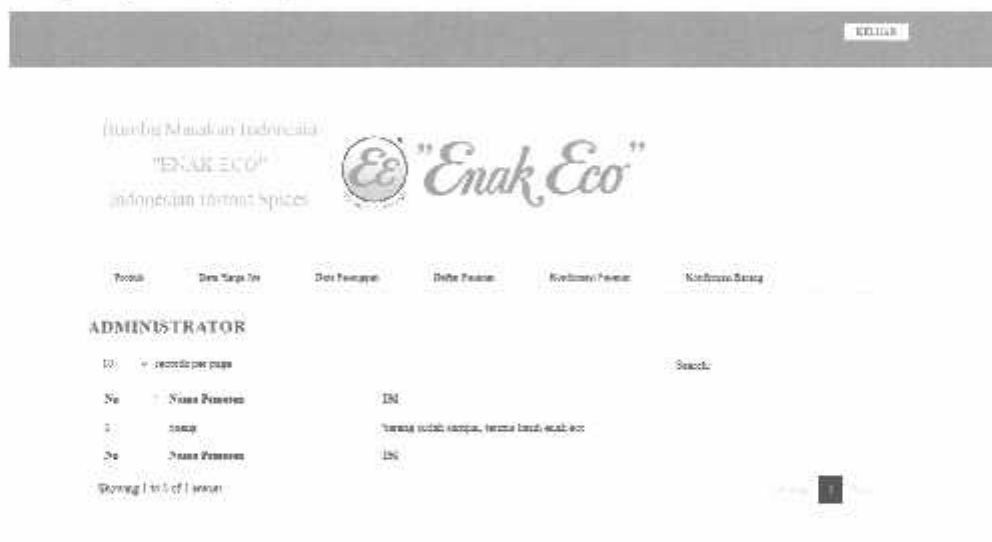 KELUAR
Bumbu Masakan Indonesia
"ENAK ECO"
Indonesian Instant Spices
Ee "Enak Eco"
Produk Data Pelanggan Daftar Pesanan Konfirmasi Pesanan Konfirmasi Barang
ADMINISTRATOR
10 records per page Search:
No Nama Pemesan ISI
1 barang sudah sampai, terima kasih enak eco
No Nama Pemesan ISI
Showing 1 to 1 of 1 entries
1